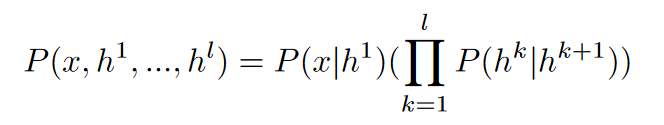 P(x, h^1, ..., h^l) = P(x|h^1)(∏_{k=1}^{l} P(h^k|h^{k+1}))